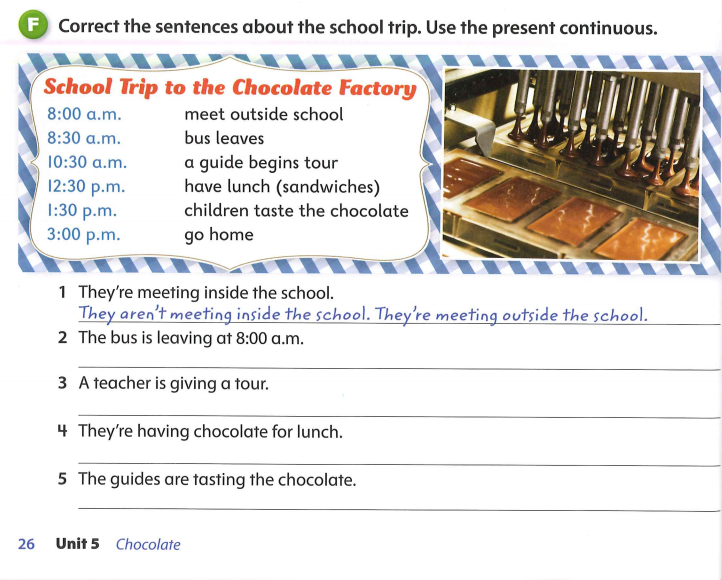 F Correct the sentences about the school trip. Use the present continuous.
School Trip to the Chocolate Factory
8:00 a.m. meet outside school
8:30 a.m. bus leaves
10:30 a.m. a guide begins tour
12:30 p.m. have lunch (sandwiches)
1:30 p.m. children taste the chocolate
3:00 p.m. go home
1 They're meeting inside the school.
They aren't meeting inside the school. They're meeting outside the school.
2 The bus is leaving at 8:00 a.m.
3 A teacher is giving a tour.
4 They're having chocolate for lunch.
5 The guides are tasting the chocolate.
26 Unit 5 Chocolate